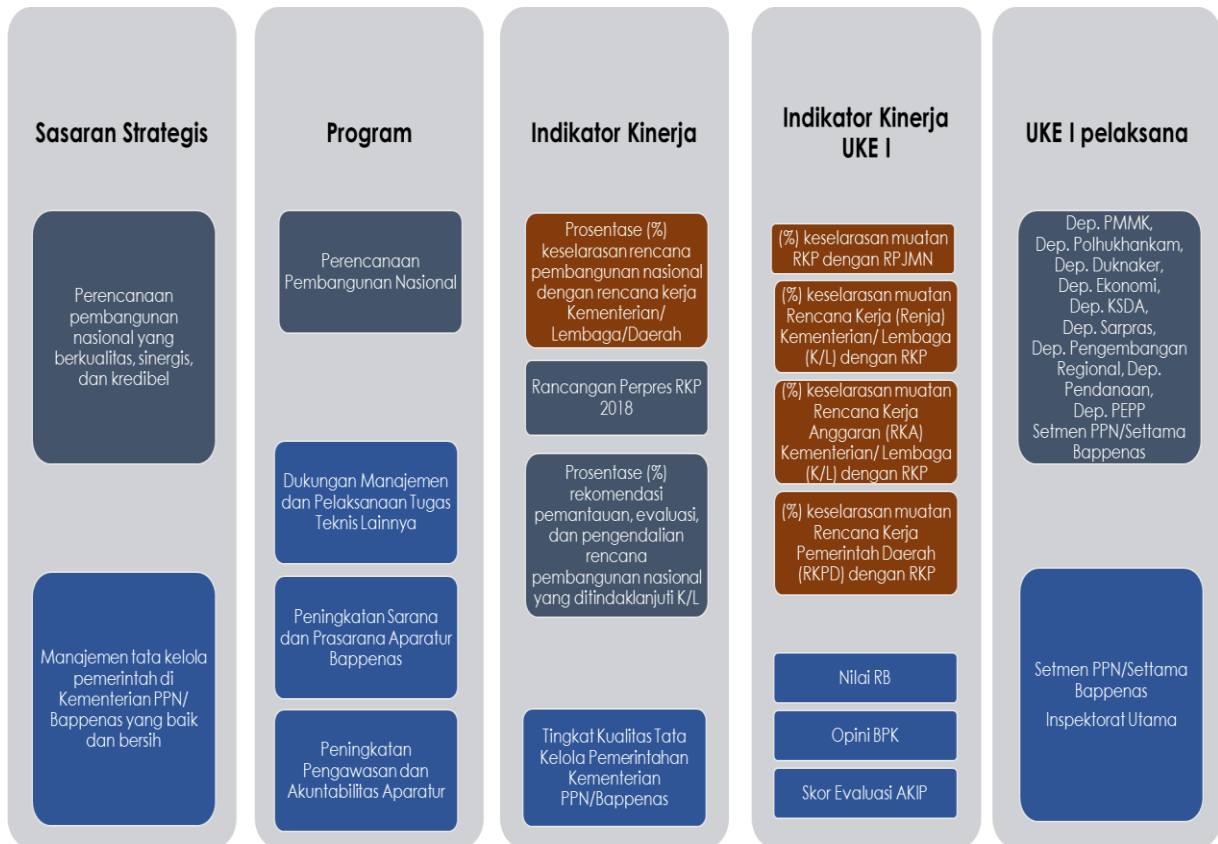 Sasaran Strategis
Perencanaan
pembangunan
nasional yang
berkualitas, sinergis,
dan kredibel
Manajemen tata kelola
pemerintah di
Kementerian PPN/
Bappenas yang baik
dan bersih
Program
Perencanaan
Pembangunan Nasional
Dukungan Manajemen
dan Pelaksanaan Tugas
Teknis Lainnya
Peningkatan Sarana
dan Prasarana Aparatur
Bappenas
Peningkatan
Pengawasan dan
Akuntabilitas Aparatur
Indikator Kinerja
Prosentase (%)
keselarasan rencana
pembangunan nasional
dengan rencana kerja
Kementerian/
Lembaga/Daerah
Rancangan Perpres RKP
2018
Prosentase (%)
rekomendasi
pemantauan, evaluasi,
dan pengendalian
rencana
pembangunan nasional
yang ditindaklanjuti K/L
Tingkat Kualitas Tata
Kelola Pemerintahan
Kementerian
PPN/Bappenas
Indikator Kinerja
UKE I
(%) keselarasan muatan
RKP dengan RPJMN
(%) keselarasan muatan
Rencana Kerja (Renja)
Kementerian/ Lembaga
(K/L) dengan RKP
(%) keselarasan muatan
Rencana Kerja
Anggaran (RKA)
Kementerian/ Lembaga
(K/L) dengan RKP
(%) keselarasan muatan
Rencana Kerja
Pemerintah Daerah
(RKPD) dengan RKP
Nilai RB
Opini BPK
Skor Evaluasi AKIP
UKE I pelaksana
Dep. PMMK,
Dep. Polhukhankam,
Dep. Duknaker,
Dep. Ekonomi,
Dep. KSDA,
Dep. Sarpras,
Dep. Pengembangan
Regional, Dep.
Pendanaan,
Dep. PEPP
Setmen PPN/Settama
Bappenas
Setmen PPN/Settama
Bappenas
Inspektorat Utama